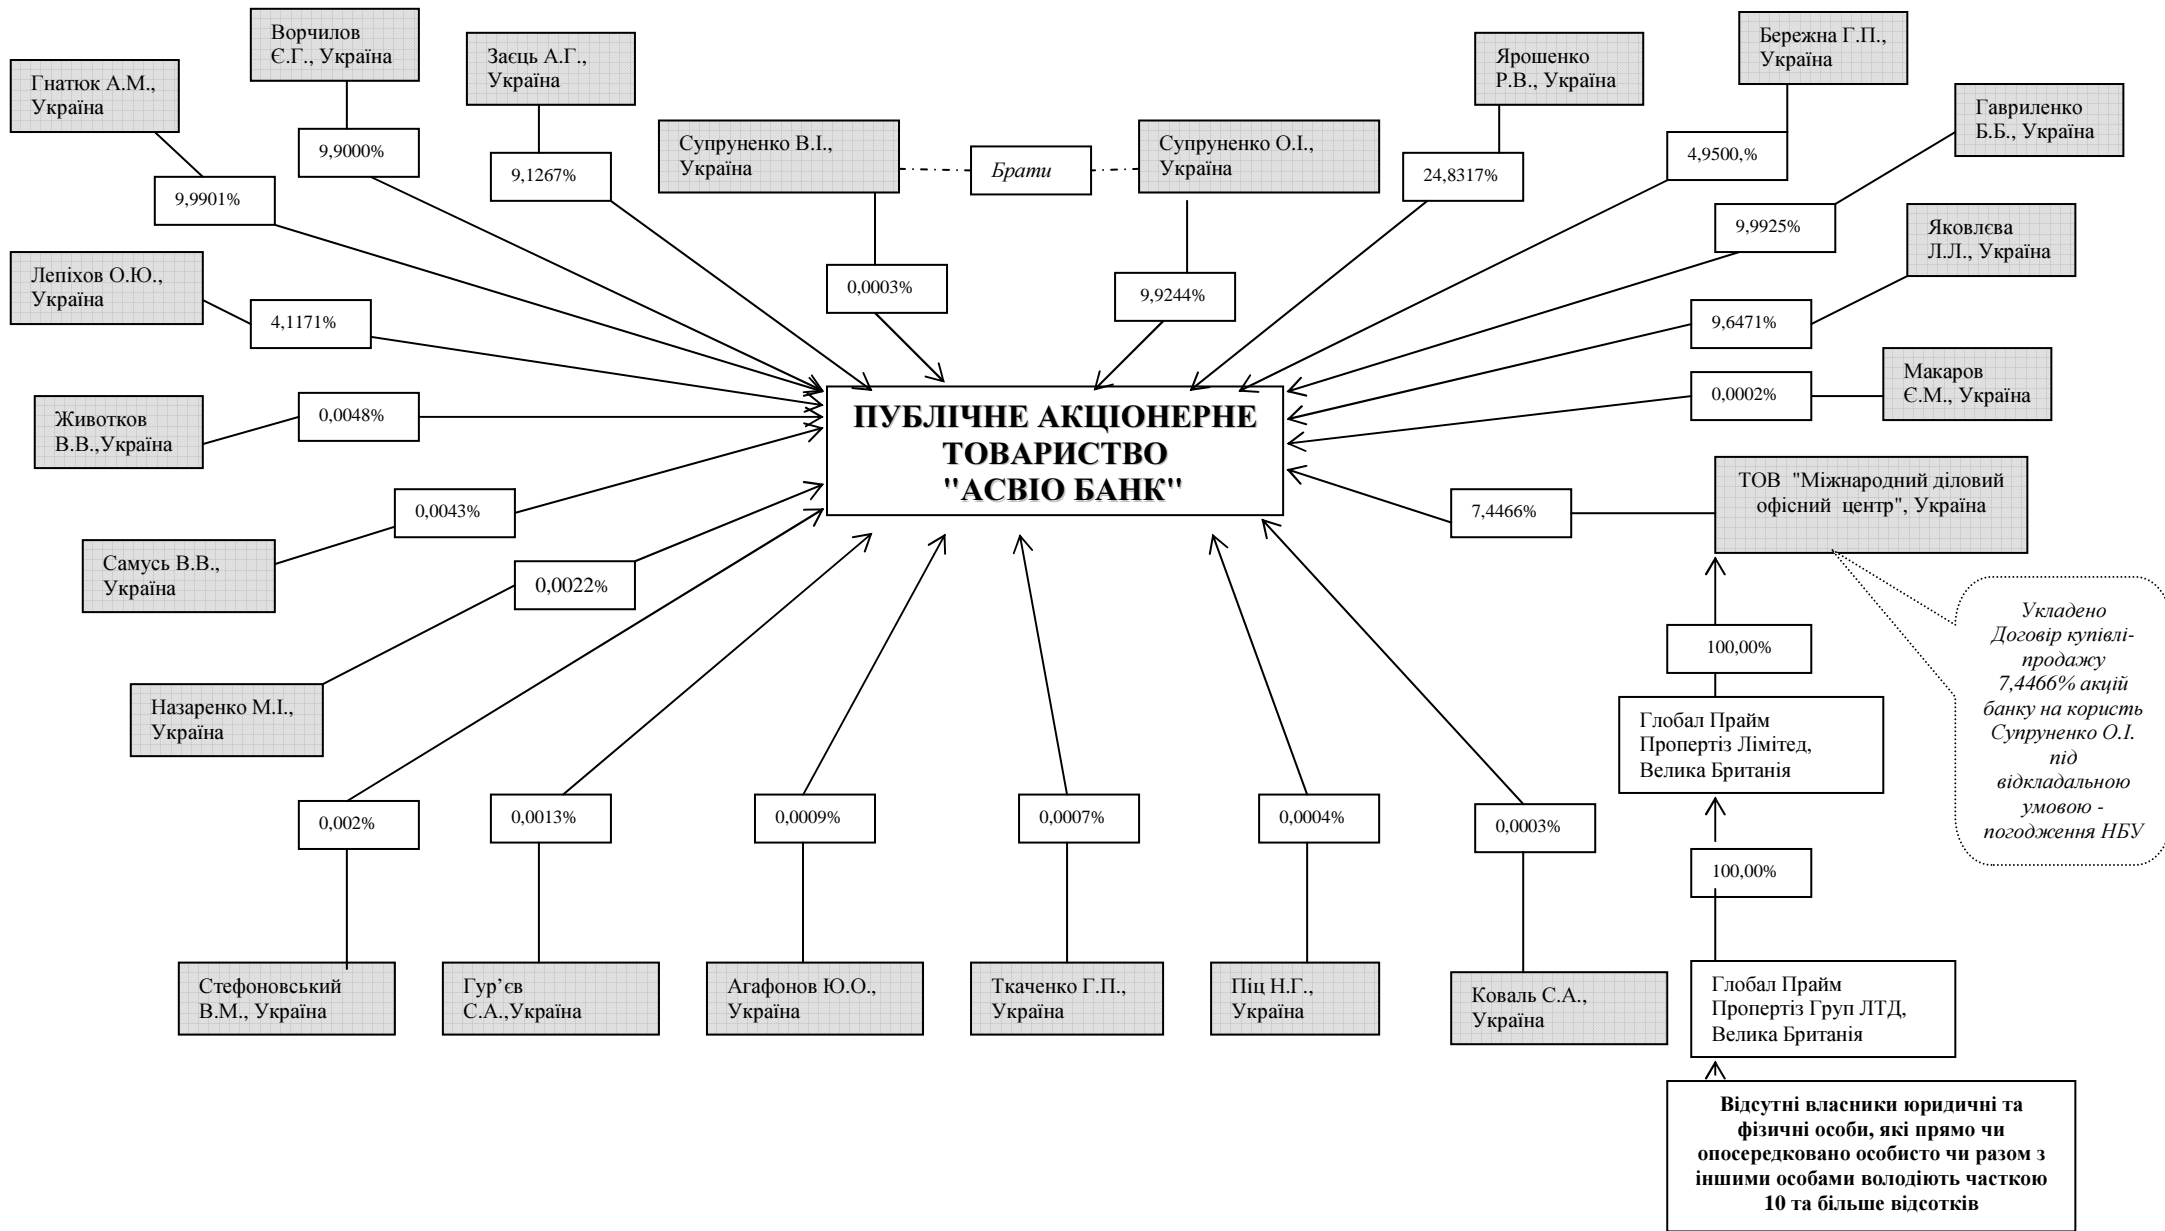 Ворчилов
Є.Г., Україна
Заєць А.Г.,
Україна
Ярошенко
Р.В., Україна
Бережна Г.П.,
Україна
Гнатюк А.М.,
Україна
Гавриленко
Б.Б., Україна
9,9000%
9,1267%
Супруненко В.І.,
Україна
Брати
Супруненко О.І.,
Україна
24,8317%
4,9500,%
9,9901%
9,9925%
Яковлєва
Л.Л., Україна
Лепіхов О.Ю.,
Україна
4,1171%
0,0003%
9,9244%
9,6471%
Макаров
Є.М., Україна
0,0002%
Животков
В.В.,Україна
0,0048%
ПУБЛІЧНЕ АКЦІОНЕРНЕ
ТОВАРИСТВО
"АСВІО БАНК"
ТОВ "Міжнародний діловий
офісний центр", Україна
7,4466%
0,0043%
Самусь В.В.,
Україна
0,0022%
Укладено
Договір купівлі-
продажу
7,4466% акцій
банку на користь
Супруненко О.І.
під
відкладальною
умовою -
погодження НБУ
100,00%
Назаренко М.І.,
Україна
Глобал Прайм
Пропертіз Лімітед,
Велика Британія
0,002%
0,0013%
0,0009%
0,0007%
0,0004%
0,0003%
100,00%
Стефоновський
В.М., Україна
Гур’єв
С.А.,Україна
Агафонов Ю.О.,
Україна
Ткаченко Г.П.,
Україна
Піц Н.Г.,
Україна
Коваль С.А.,
Україна
Глобал Прайм
Пропертіз Груп ЛТД,
Велика Британія
Відсутні власники юридичні та
фізичні особи, які прямо чи
опосередковано особисто чи разом з
іншими особами володіють часткою
10 та більше відсотків